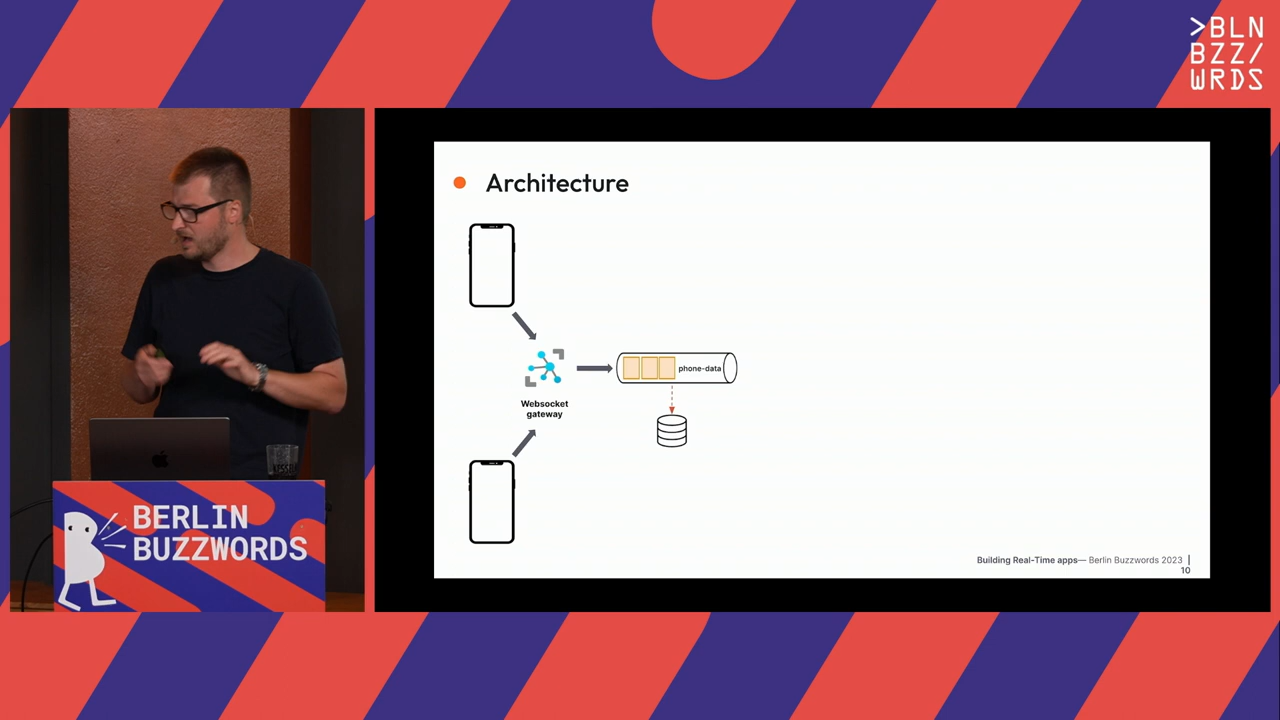 >BLN
BZZ/
WRDS
Architecture
phone-data
Websocket
gateway
Building Real-Time apps— Berlin Buzzwords 2023 |
10
BERLIN
BUZZWORDS